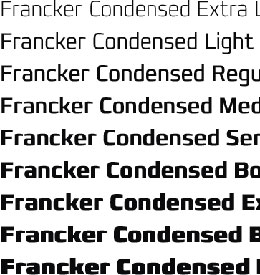 Francker Condensed Extra L
Francker Condensed Light
Francker Condensed Regu
Francker Condensed Med
Francker Condensed Sem
Francker Condensed Bo
Francker Condensed Ex
Francker Condensed B
Francker Condensed